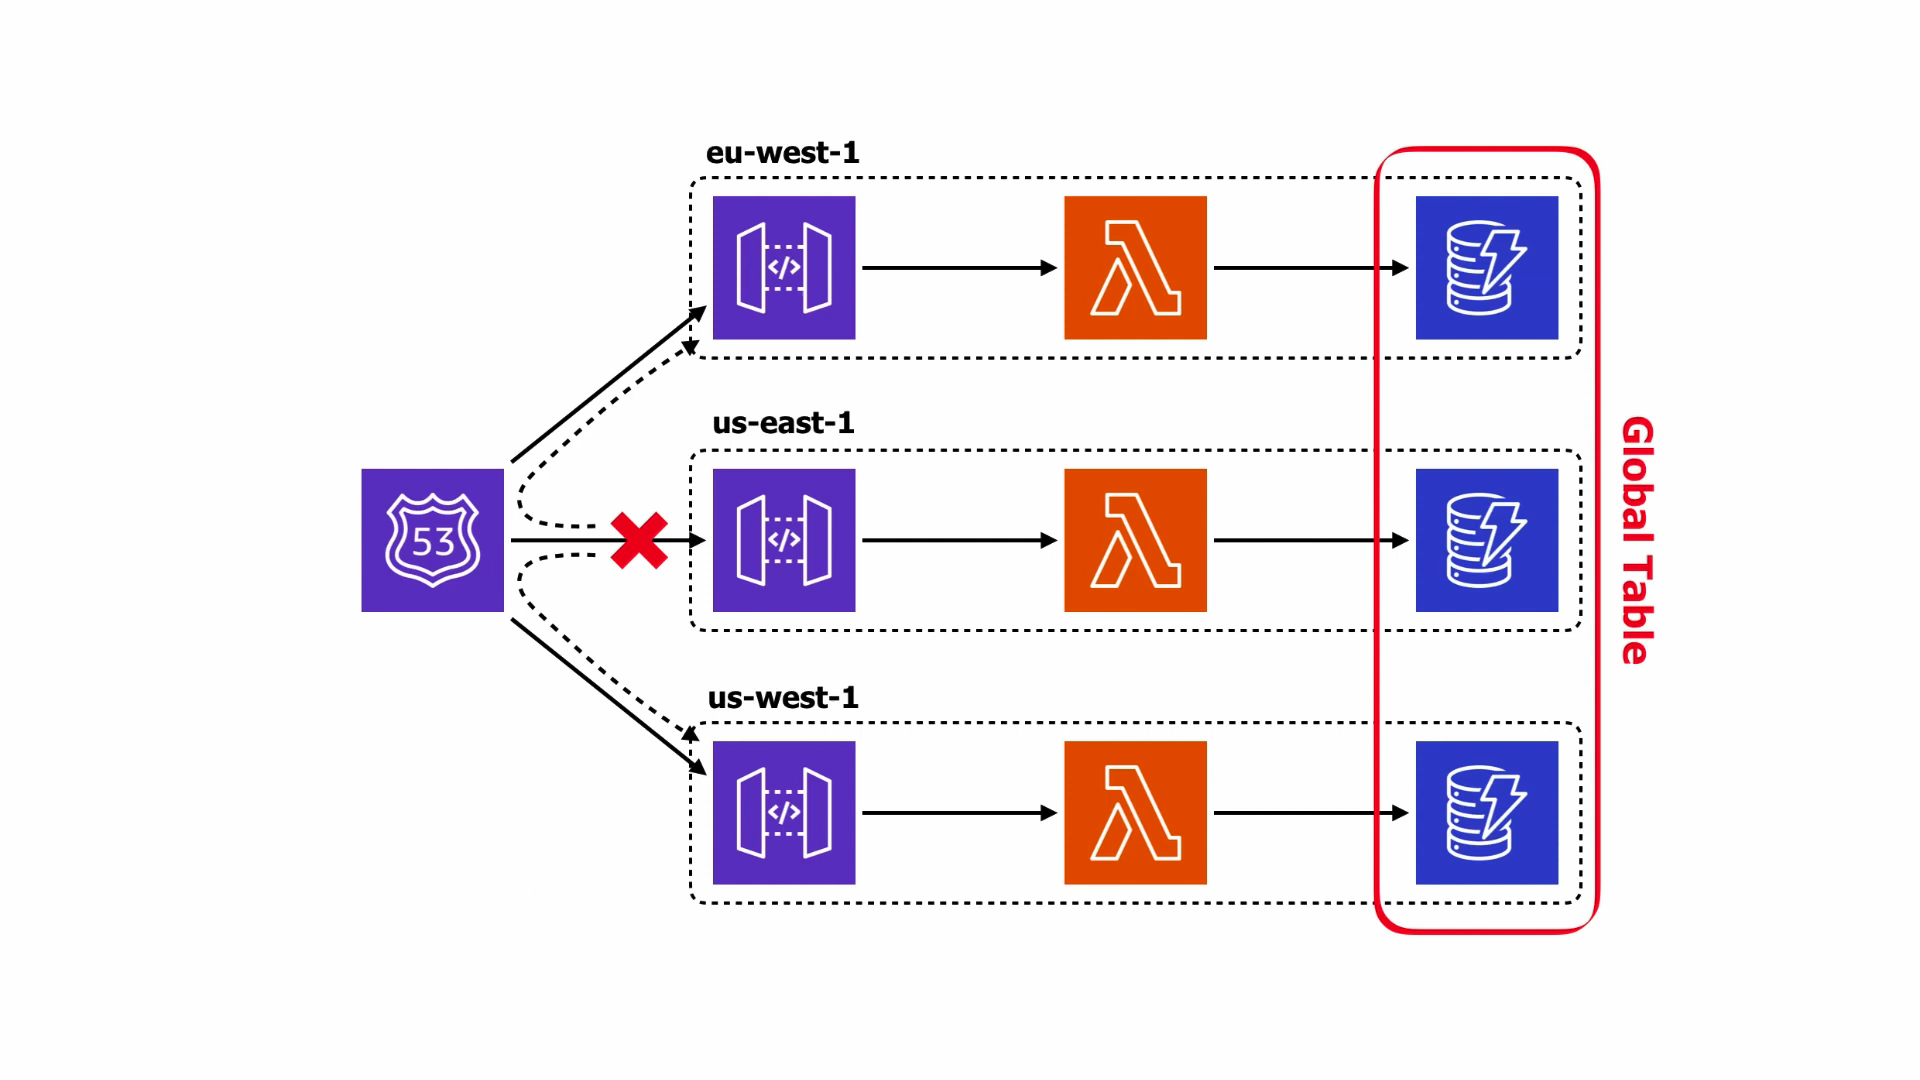 eu-west-1
</>
us-east-1
53
</>
us-west-1
</>
Global Table